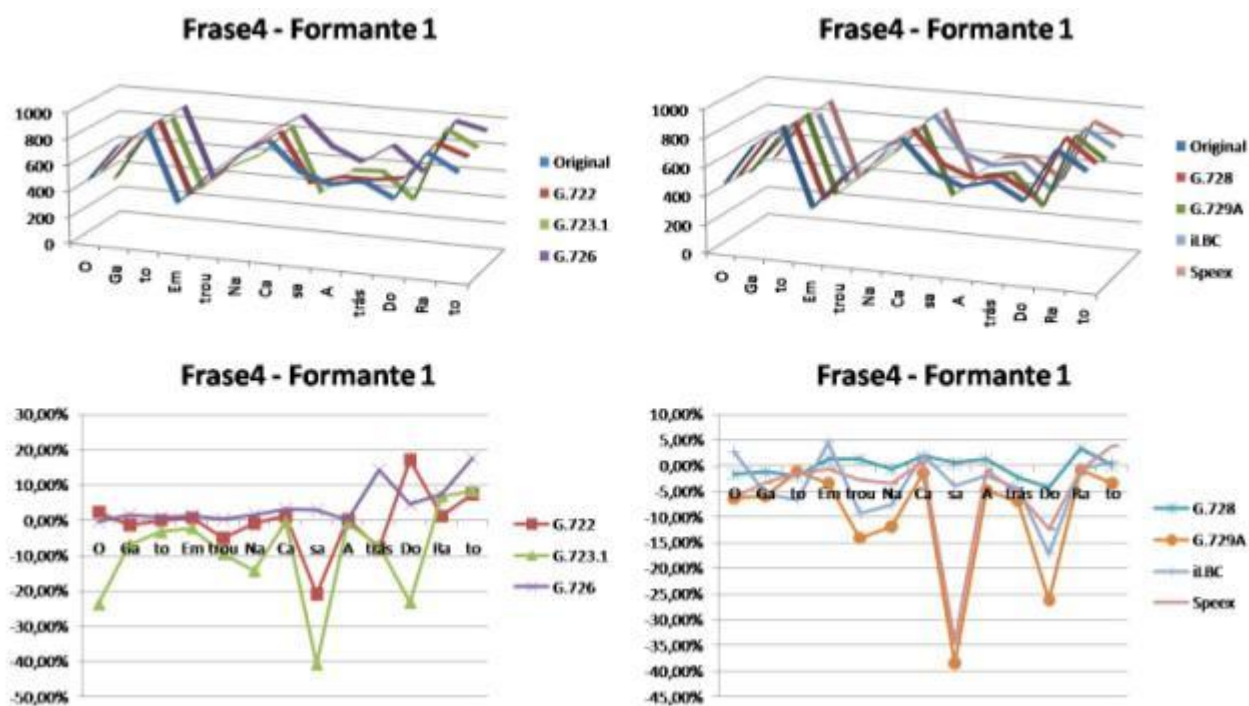 Frase4 - Formante 1
1000
800
600
400
200
0
O
Ga
to
Em
trou
Na
Ca
sa
A
trás
Do
Ra
to
Original
G.722
G.723.1
G.726
Frase4 - Formante 1
1000
800
600
400
200
0
O
Ga
to
Em
trou
Na
Ca
sa
A
trás
Do
Ra
to
Original
G.728
G.729A
iLBC
Speex
Frase4 - Formante 1
30,00%
20,00%
10,00%
0,00%
-10,00%
-20,00%
-30,00%
-40,00%
-50,00%
O Ga to Em trou Na Ca sa A trás Do Ra to
G.722
G.723.1
G.726
Frase4 - Formante 1
10,00%
5,00%
0,00%
-5,00%
-10,00%
-15,00%
-20,00%
-25,00%
-30,00%
-35,00%
-40,00%
-45,00%
O Ga to Em trou Na Ca sa A trás Do Ra to
G.728
G.729A
iLBC
Speex